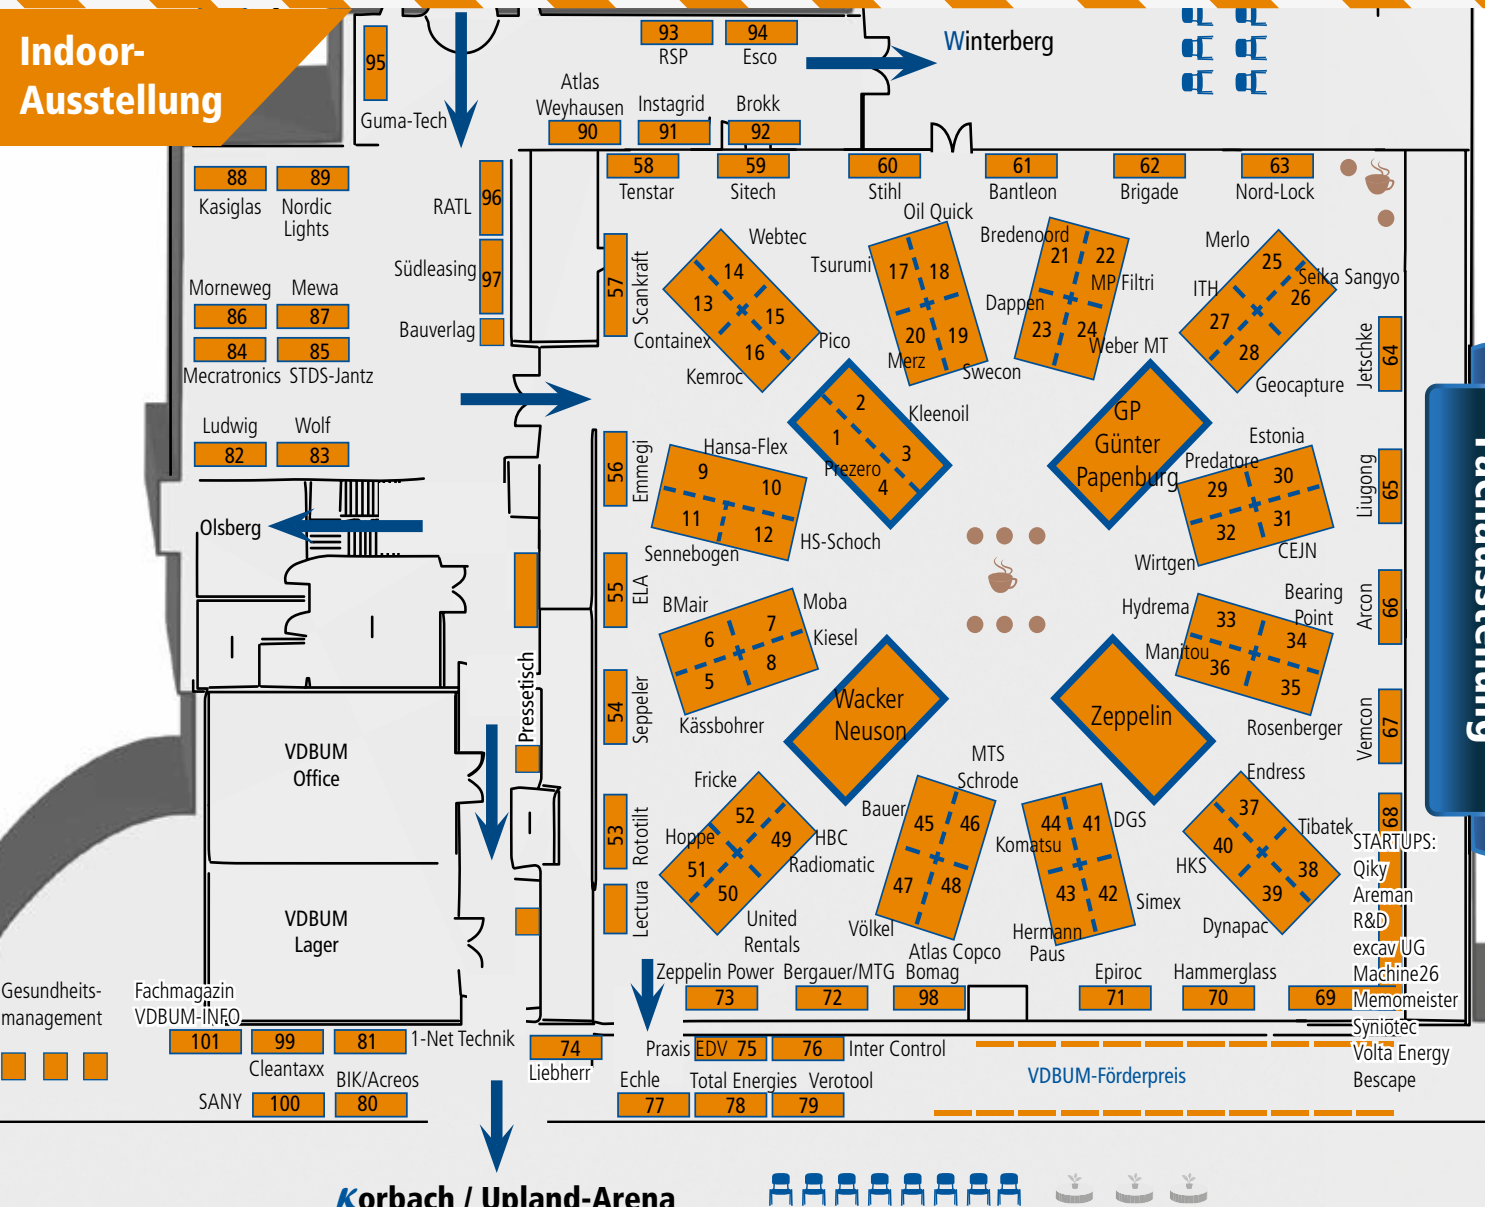 Indoor-
Ausstellung
95
Guma-Tech
93
RSP
94
Esco
Winterberg
Atlas
Weyhausen
90
Instagrid
91
Brokk
92
88
Kasiglas
89
Nordic
Lights
RATL
96
Südleasing
97
Bauverlag
Morneweg
86
Mewa
87
84
Mecratronics
85
STDS-Jantz
Ludwig
82
Wolf
83
Olsberg
58
Tenstar
59
Sitech
60
Stihl
61
Bantleon
62
Brigade
63
Nord-Lock
57
Scankraft
56
Emmegi
55
ELA
54
Seppeler
53
Rototilt
Lectura
Webtec
14
13
15
16
Containex
Pico
Kemroc
Oil Quick
Tsurumi
17
18
20
19
Merz
Swecon
Bredenoord
21
22
MP Filtri
Dappen
23
24
Weber MT
Merlo
25
Seika Sangyo
26
ITH
27
28
Geocapture
Jetschke
64
Liugong
65
Arcon
66
Vemcon
67
68
2
Kleenoil
1
3
Prezero
4
GP
Günter
Papenburg
Hansa-Flex
9
10
11
12
Sennebogen
HS-Schoch
Estonia
Predatore
29
30
32
31
Wirtgen
CEJN
BMair
Moba
6
7
Kiesel
5
8
Kässbohrer
Hydrema
Bearing
Point
33
34
Manitou
36
35
Rosenberger
Wacker
Neuson
Zeppelin
Pressetisch
VDBUM
Office
VDBUM
Lager
Fricke
52
Hoppe
49
HBC
Radiomatic
51
50
United
Rentals
MTS
Schrode
Bauer
45
46
47
48
Völkel
Atlas Copco
44
41
DGS
Komatsu
43
42
Simex
Hermann
Paus
Endress
37
Tibatek
40
HKS
38
39
Dynapac
STARTUPS:
Qiky
Areman
R&D
excav UG
Machine26
Memomeister
Syniotec
Volta Energy
Bescape
Zeppelin Power
73
Bergauer/MTG
72
Bomag
98
Epiroc
71
Hammerglass
70
69
Gesundheits-
management
Fachmagazin
VDBUM-INFO
101
99
Cleantaxx
81
1-Net Technik
SANY
100
BIK/Acreos
80
74
Liebherr
Praxis EDV 75
76
Inter Control
Echle
77
Total Energies
78
Verotool
79
VDBUM-Förderpreis
Korbach / Upland-Arena